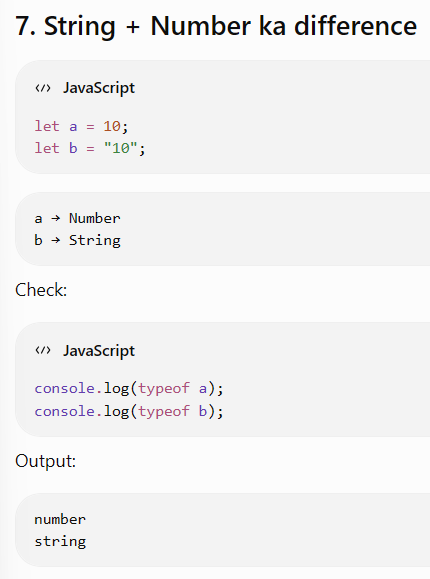 7. String + Number ka difference
</> JavaScript
let a = 10;
let b = "10";
a → Number
b → String
Check:
</> JavaScript
console.log(typeof a);
console.log(typeof b);
Output:
number
string